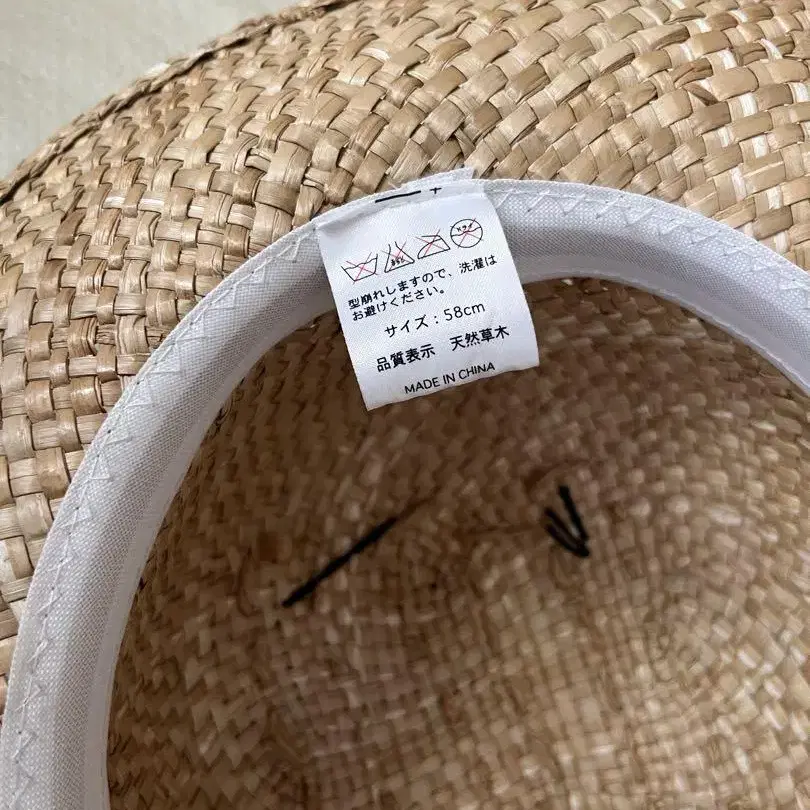 型崩れしますので、洗濯は
お避けください。
サイズ：58cm
品質表示　天然草木
MADE IN CHINA